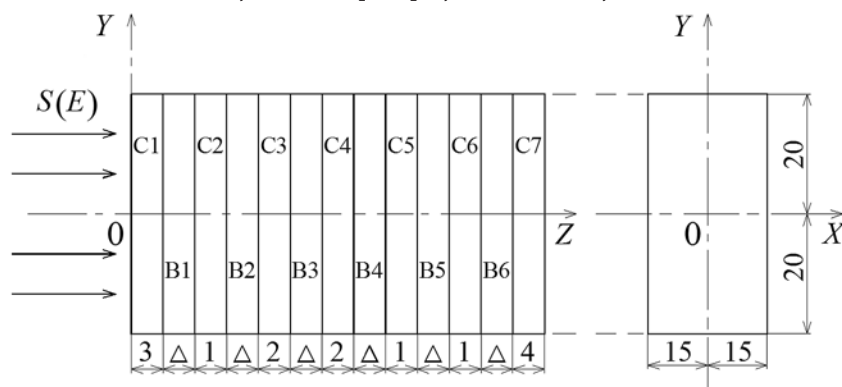 Y Y
S(E)
C1 C2 C3 C4 C5 C6 C7
20
0 Z 0 X
B1 B2 B3 B4 B5 B6
20
3 △ 1 △ 2 △ 2 △ 1 △ 1 △ 4 15 15